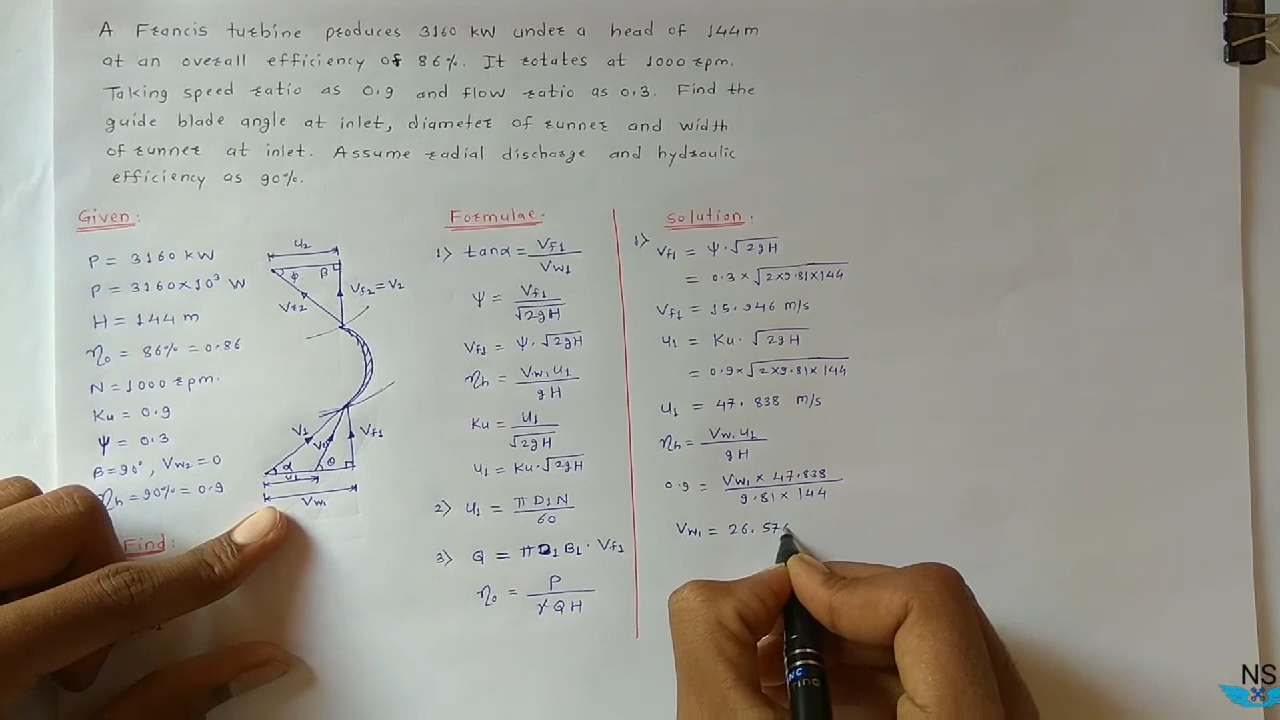 A Francis turbine produces 3160 kW under a head of 144m
at an overall efficiency of 86%. It rotates at 1000 rpm.
Taking speed ratio as 0.9 and flow ratio as 0.3. Find the
guide blade angle at inlet, diameter of runner and width
of runner at inlet. Assume radial discharge and hydraulic
efficiency as 90%.
Given:
P = 3160 kW
P = 3160×10³ W
H = 144 m
ηo = 86% = 0.86
N = 1000 rpm.
Ku = 0.9
Ψ = 0.3
β = 90°, Vw2 = 0
ηh = 90% = 0.9
Find:
u2
ϕ β
Vr2
Vf2 = V2
V1
Vf1
α θ
u1
Vw1
Formulae:
1) tanα = Vf1 / Vw1
Ψ = Vf1 / √2gH
Vf1 = Ψ·√2gH
ηh = Vw1 u1 / gH
Ku = u1 / √2gH
u1 = Ku·√2gH
2) u1 = π D1 N / 60
3) Q = π D1 B1 · Vf1
ηo = P / γQH
Solution:
1) Vf1 = Ψ·√2gH
= 0.3 × √2×9.81×144
Vf1 = 15.946 m/s
u1 = Ku·√2gH
= 0.9×√2×9.81×144
u1 = 47.838 m/s
ηh = Vw1 u1 / gH
0.9 = Vw1 × 47.838 / 9.81 × 144
Vw1 = 26.576
NC
NS